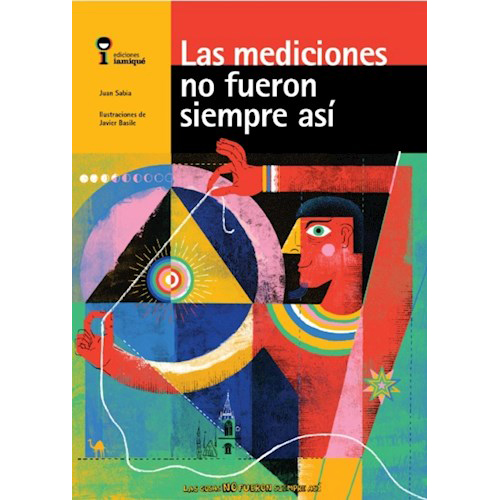 ediciones
iamiqué
Las mediciones
no fueron
siempre así
Juan Sabia
Ilustraciones de
Javier Basile
LAS COSAS NO FUERON SIEMPRE ASÍ